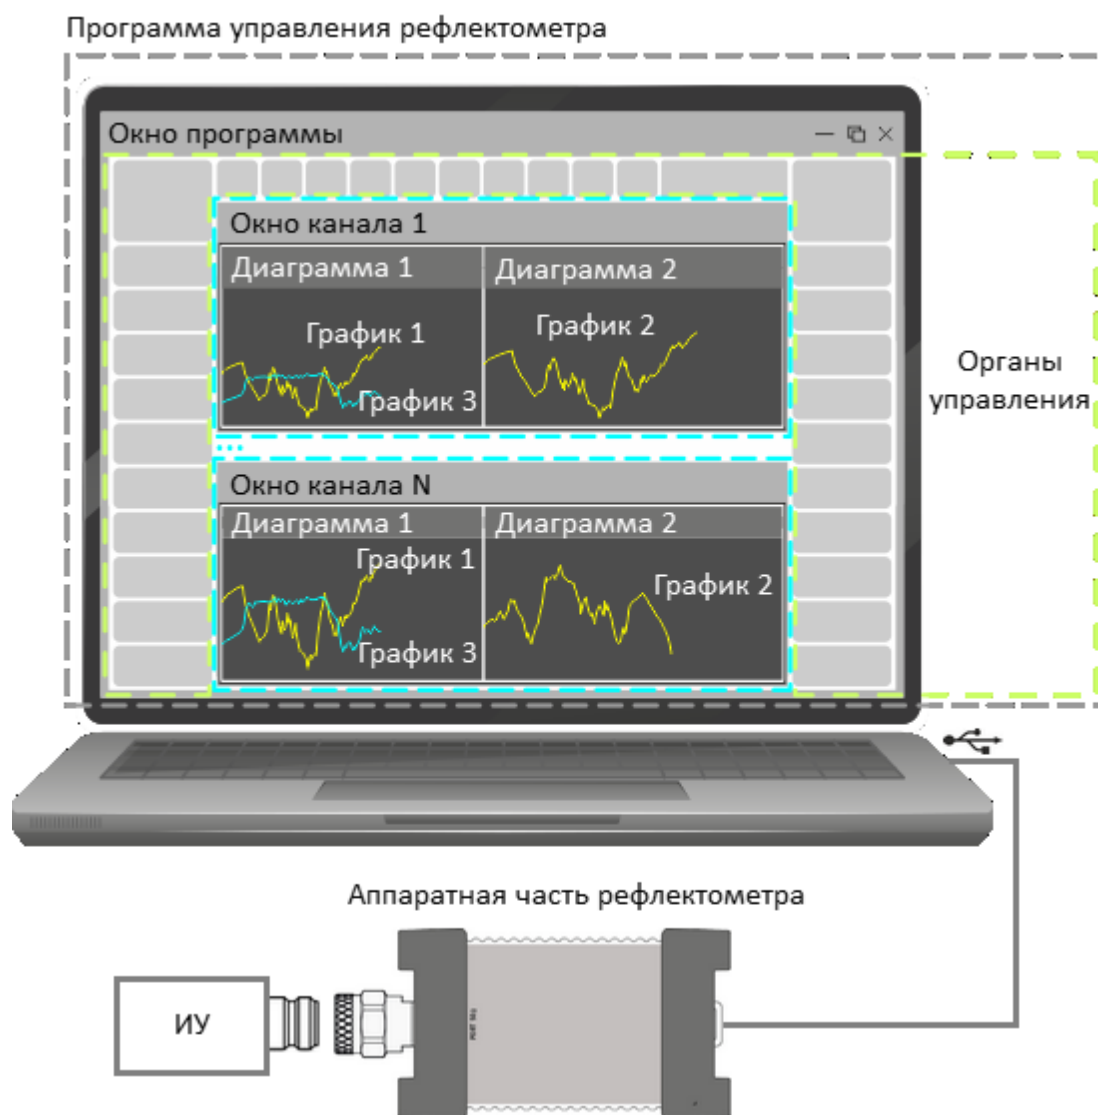 Программа управления рефлектометра
Окно программы
Окно канала 1
Диаграмма 1
Диаграмма 2
График 1
График 2
График 3
Органы
управления
...
Окно канала N
Диаграмма 1
Диаграмма 2
График 1
График 2
График 3
Аппаратная часть рефлектометра
ИУ